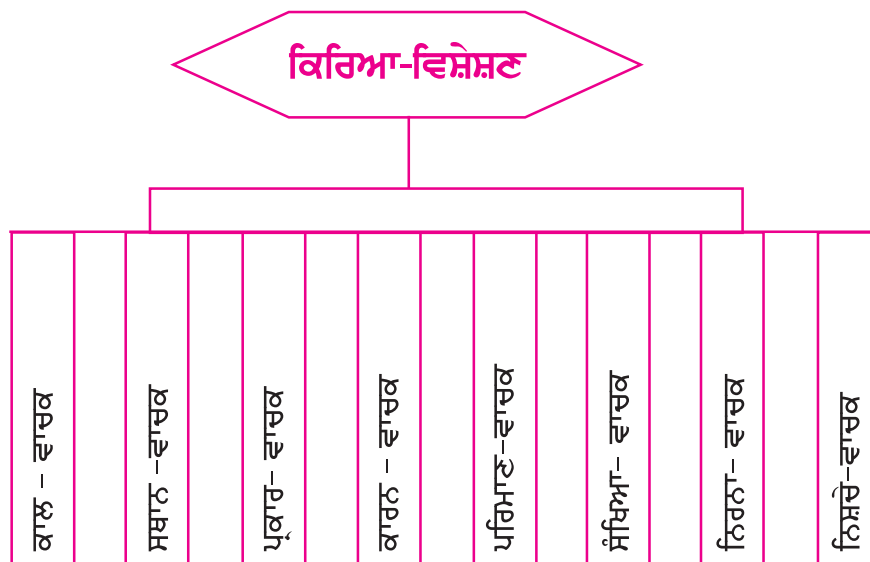 ਕਿਰਿਆ-ਵਿਸ਼ੇਸ਼ਣ
ਕਾਲ - ਵਾਚਕ
ਸਥਾਨ -ਵਾਚਕ
ਪ੍ਰਕਾਰ- ਵਾਚਕ
ਕਾਰਨ - ਵਾਚਕ
ਪਰਿਮਾਣ-ਵਾਚਕ
ਸੰਖਿਆ- ਵਾਚਕ
ਨਿਰਨਾ- ਵਾਚਕ
ਨਿਸ਼ਚੇ-ਵਾਚਕ